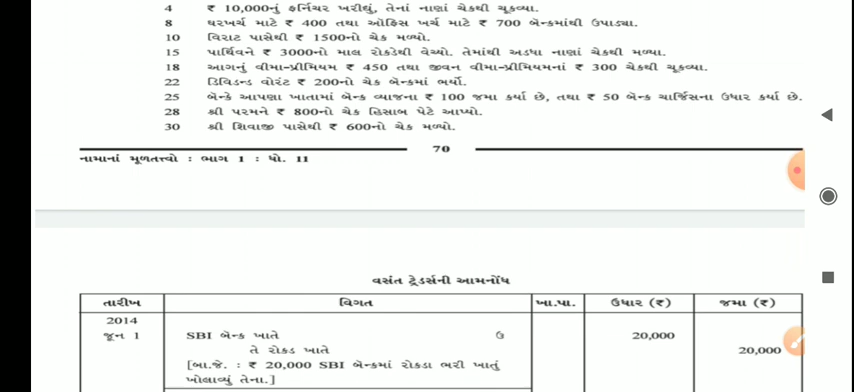 4 ₹ 10,000નું ફર્નિચર ખરીદ્યું, તેનાં નાણાં ચેકથી ચૂકવ્યા.
8 ઘરખર્ચ માટે ₹ 400 તથા ઑફિસ ખર્ચ માટે ₹ 700 બૅન્કમાંથી ઉપાડ્યા.
10 વિરાટ પાસેથી ₹ 1500નો ચેક મળ્યો.
15 પાર્થિવને ₹ 3000નો માલ રોકડેથી વેચ્યો. તેમાંથી અડધા નાણાં ચેકથી મળ્યા.
18 આગનું વીમા-પ્રીમિયમ ₹ 450 તથા જીવન વીમા-પ્રીમિયમનાં ₹ 300 ચેકથી ચૂકવ્યા.
22 ડિવિડન્ડ વોરંટ ₹ 200નો ચેક બૅન્કમાં ભર્યો.
25 બૅન્કે આપણા ખાતામાં બૅન્ક વ્યાજના ₹ 100 જમા કર્યા છે, તથા ₹ 50 બૅન્ક ચાર્જિસના ઉધાર કર્યા છે.
28 શ્રી પરમને ₹ 800નો ચેક હિસાબ પેટે આપ્યો.
30 શ્રી શિવાજી પાસેથી ₹ 600નો ચેક મળ્યો.
70
નામાનાં મૂળતત્ત્વો : ભાગ 1 : ધો. 11
વસંત ટ્રેડર્સની આમનોંધ
તારીખ વિગત ખા.પા. ઉધાર (₹) જમા (₹)
2014
જૂન 1 SBI બૅન્ક ખાતે ઉ 20,000
તે રોકડ ખાતે 20,000
[બા.જે. : ₹ 20,000 SBI બૅન્કમાં રોકડા ભરી ખાતું
ખોલાવ્યું તેના.]